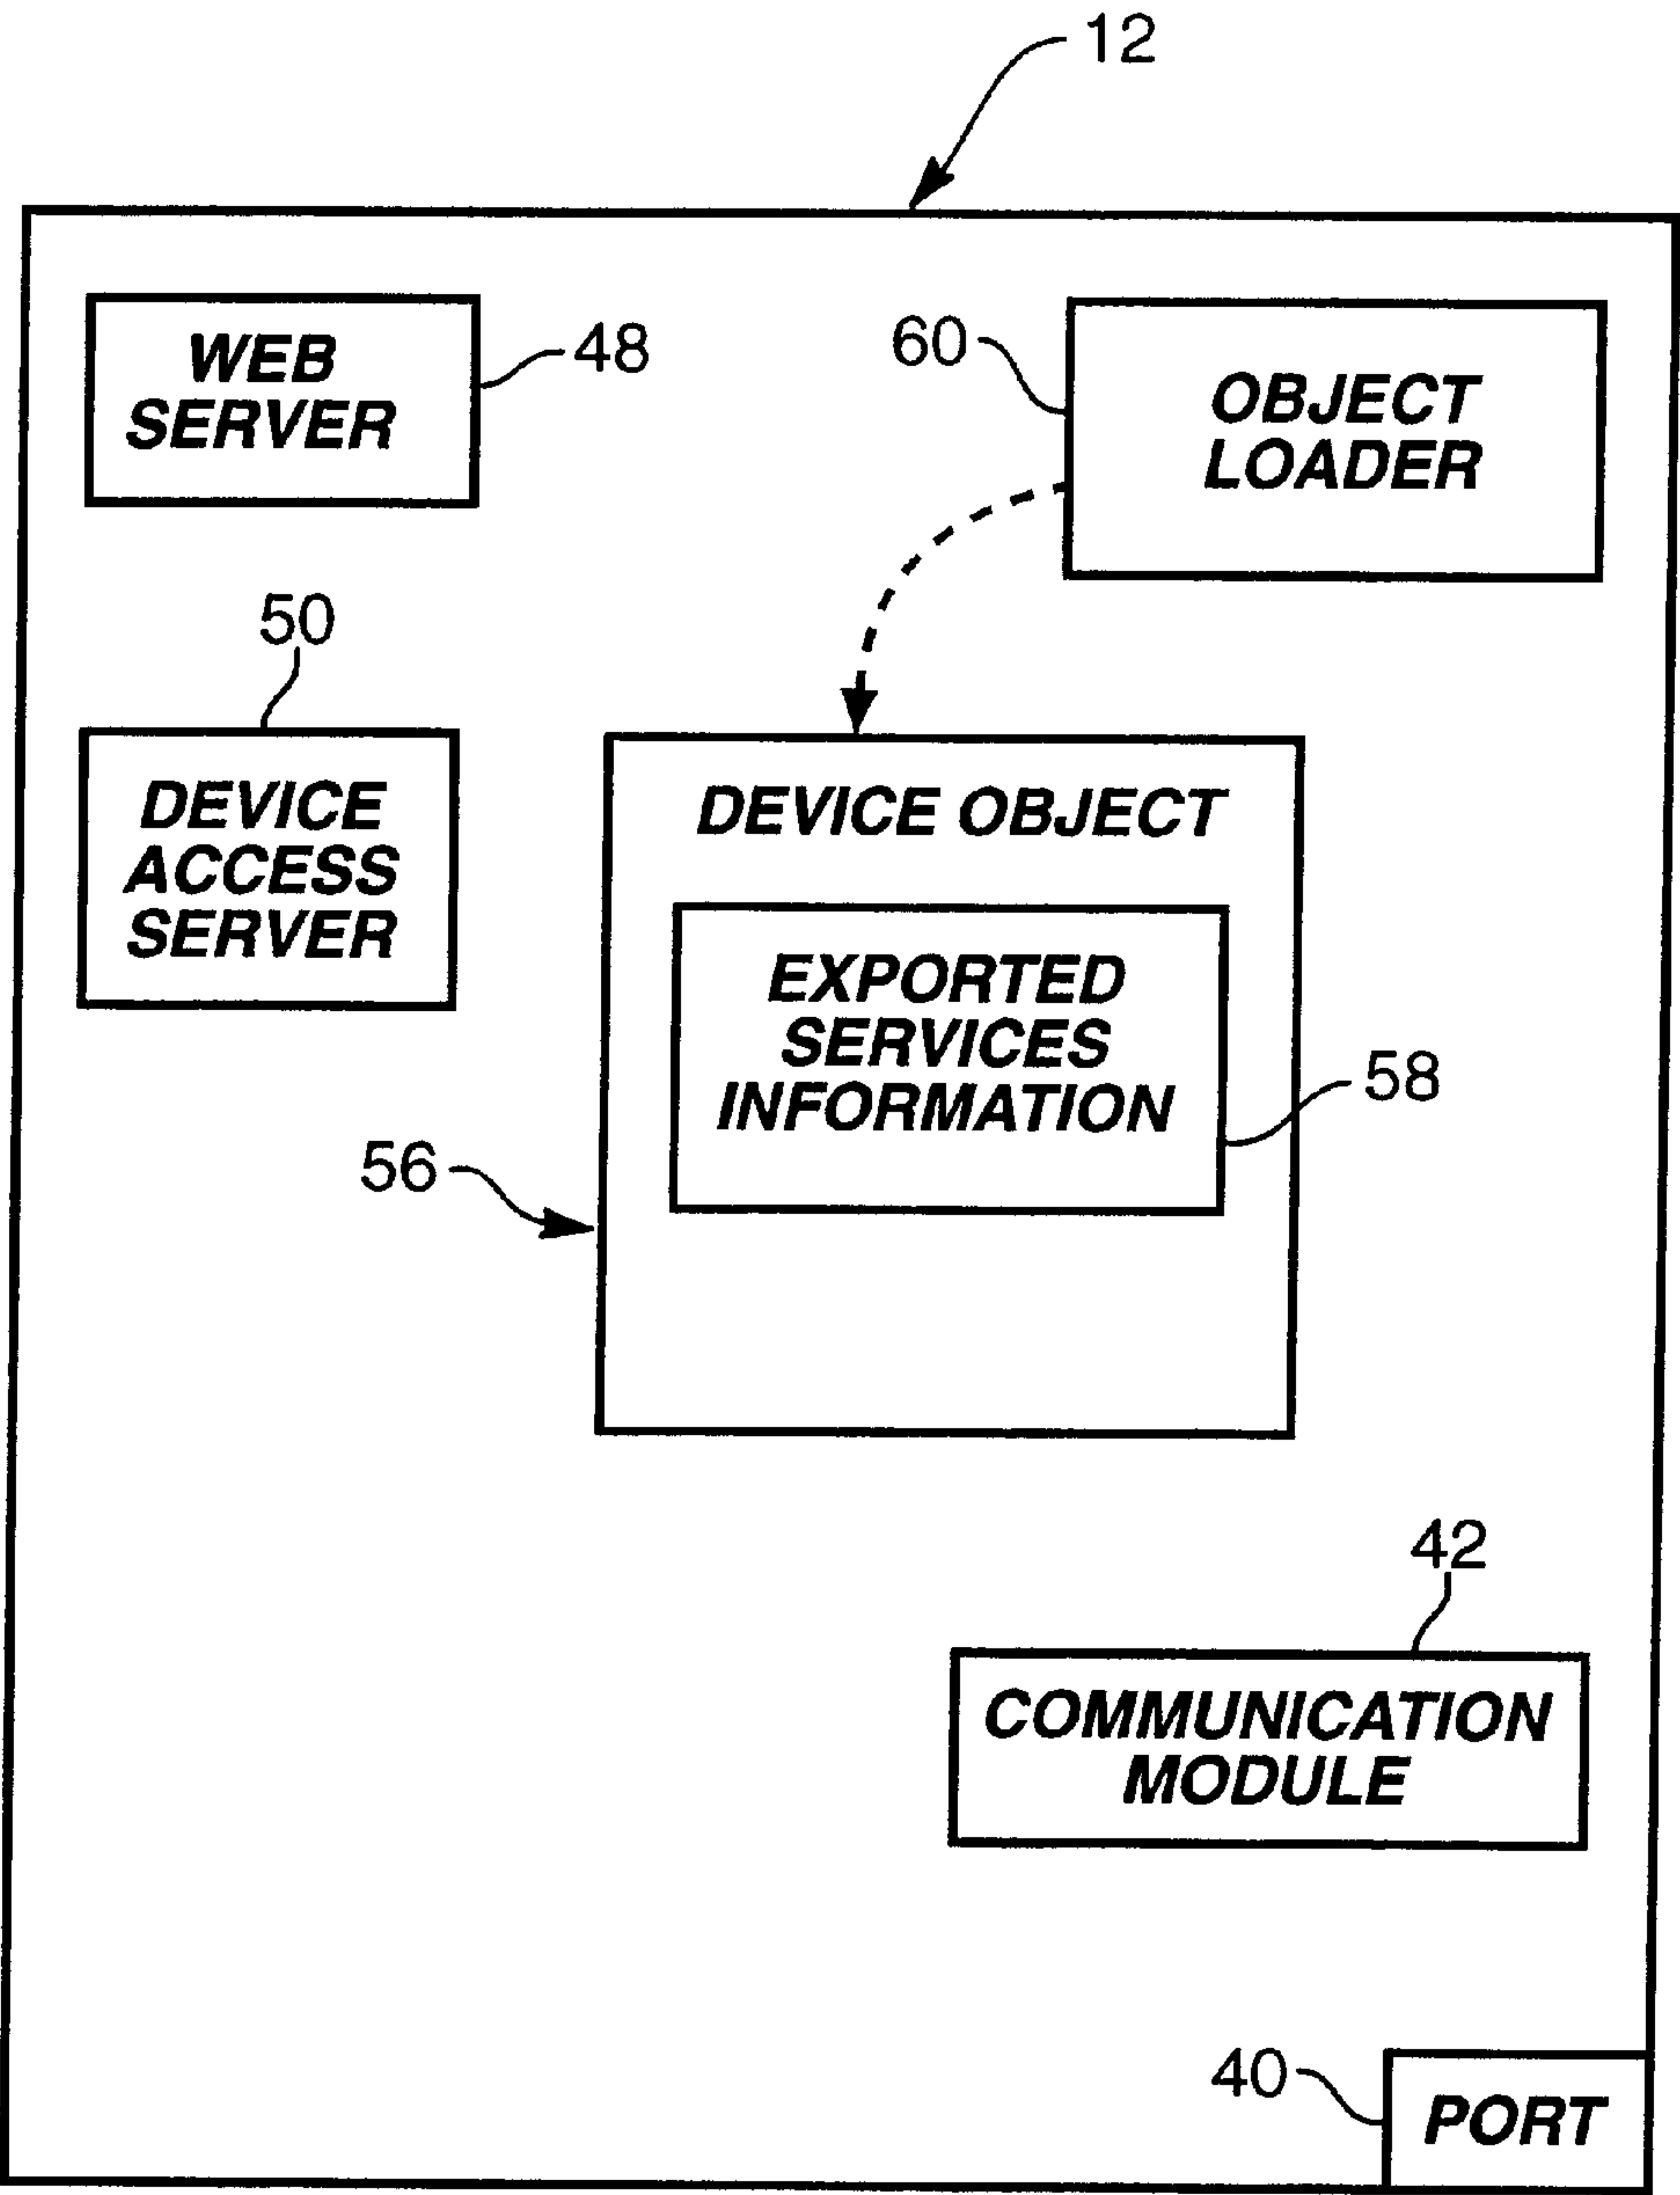 12
WEB
SERVER
48
60
OBJECT
LOADER
50
DEVICE
ACCESS
SERVER
DEVICE OBJECT
EXPORTED
SERVICES
INFORMATION
58
56
42
COMMUNICATION
MODULE
40
PORT